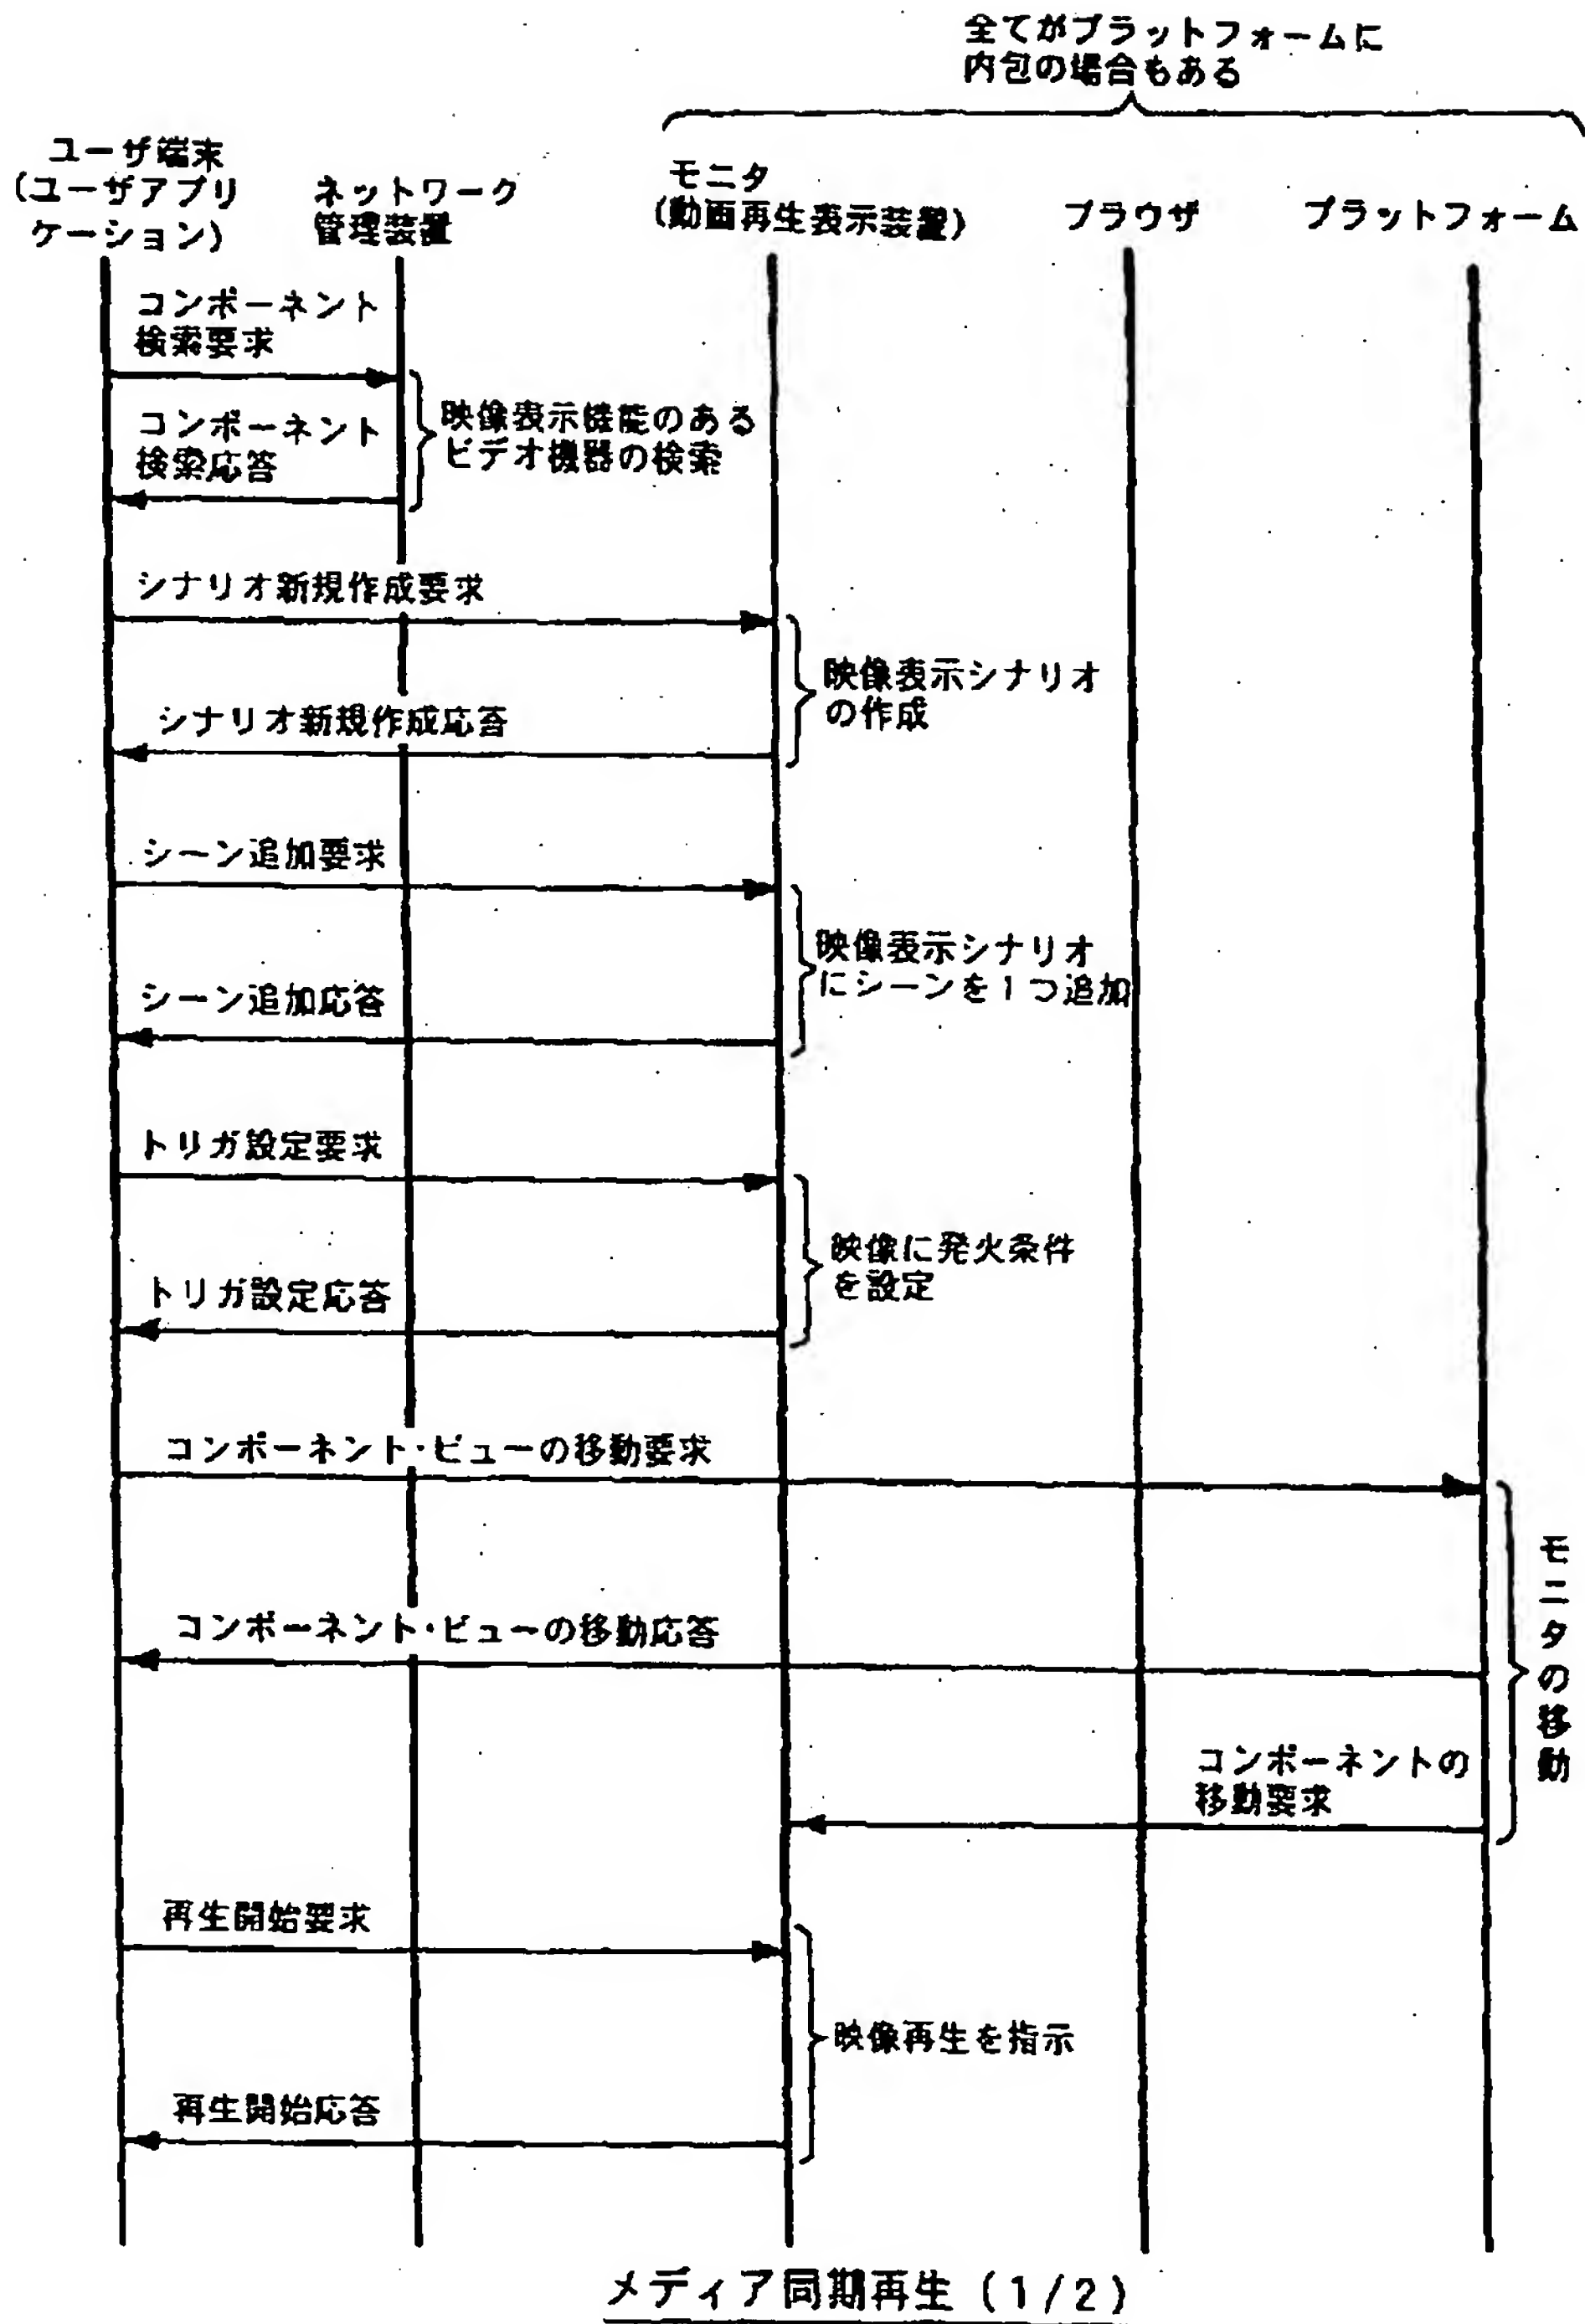 全てがプラットフォームに
内包の場合もある
ユーザ端末
(ユーザアプリ
ケーション)
ネットワーク
管理装置
モニタ
(動画再生表示装置)
ブラウザ
プラットフォーム
コンポーネント
検索要求
コンポーネント
検索応答
映像表示機能のある
ビデオ機器の検索
シナリオ新規作成要求
シナリオ新規作成応答
映像表示シナリオ
の作成
シーン追加要求
シーン追加応答
映像表示シナリオ
にシーンを1つ追加
トリガ設定要求
トリガ設定応答
映像に発火条件
を設定
コンポーネント・ビューの移動要求
コンポーネント・ビューの移動応答
モニタの移動
コンポーネントの
移動要求
再生開始要求
再生開始応答
映像再生を指示
メディア同期再生 (1/2)